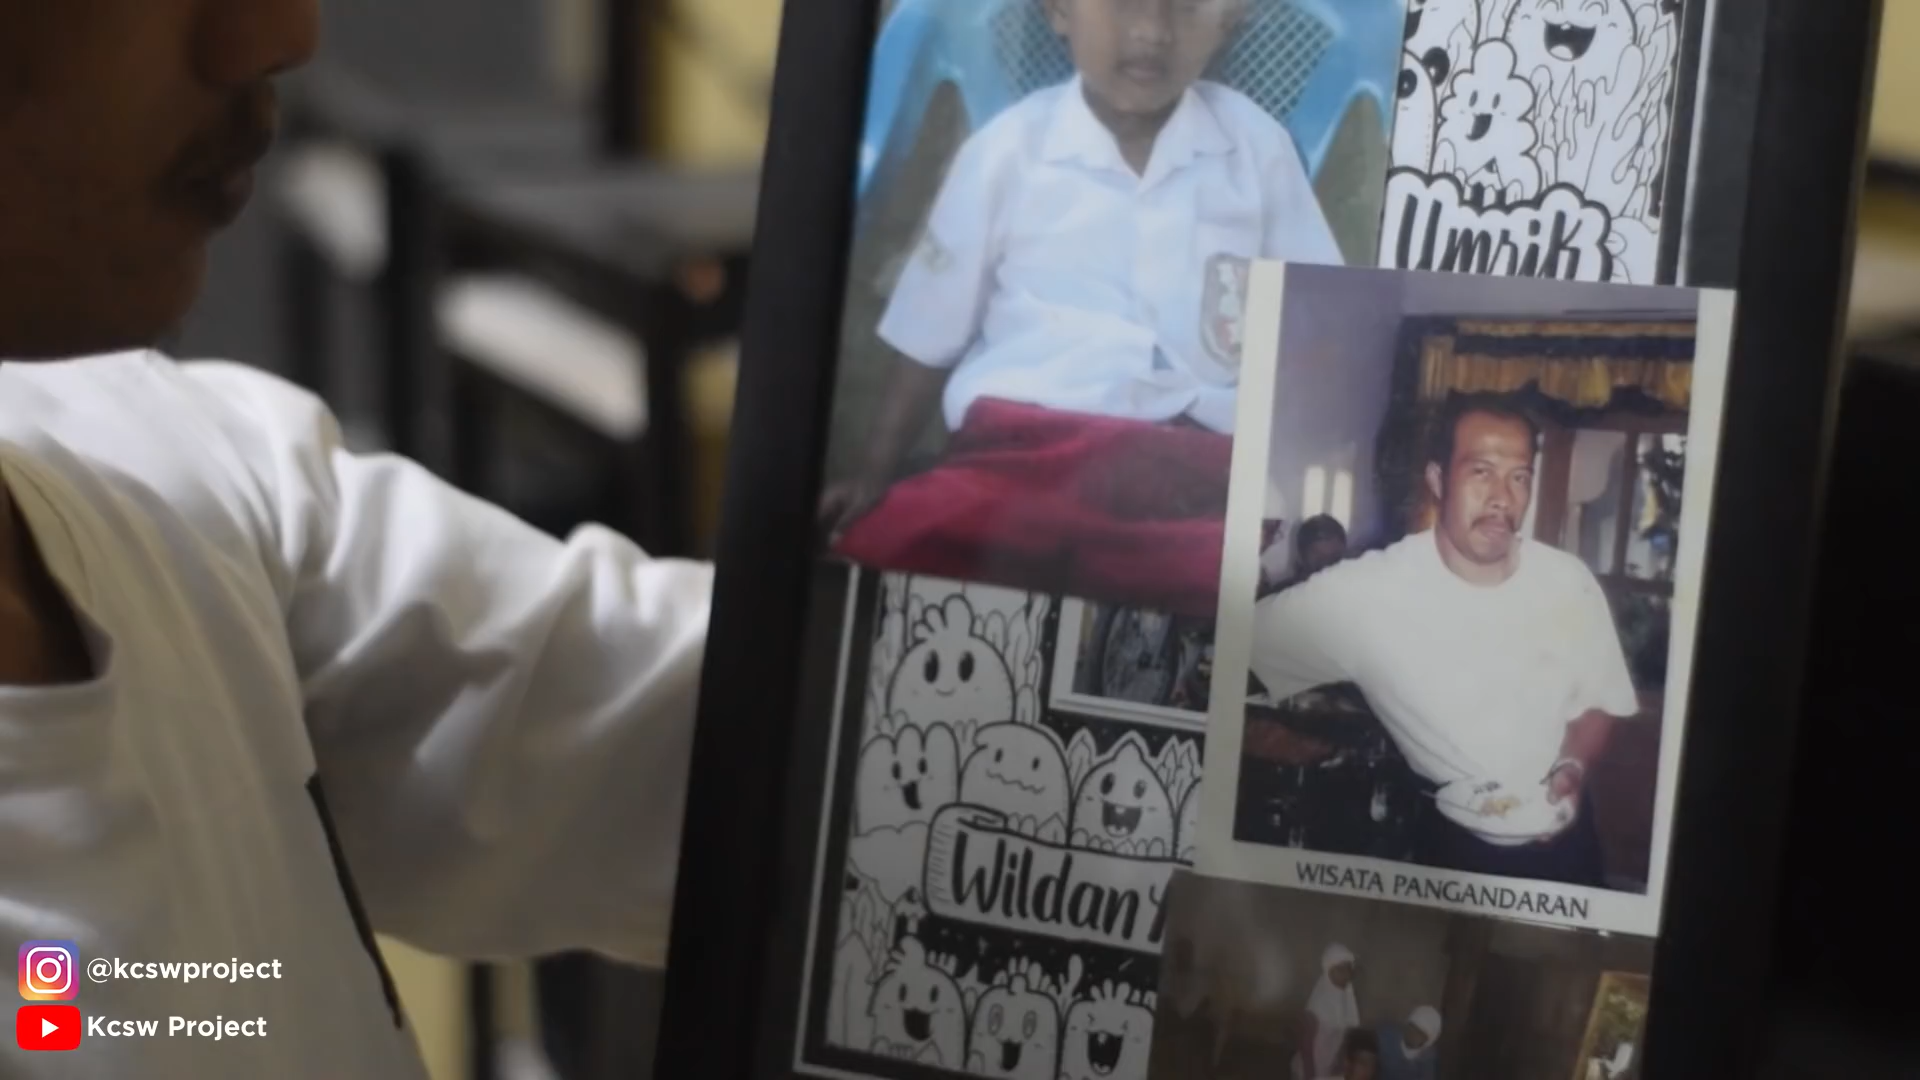 Umrik
WISATA PANGANDARAN
Wildan
@kcswproject
Kcsw Project